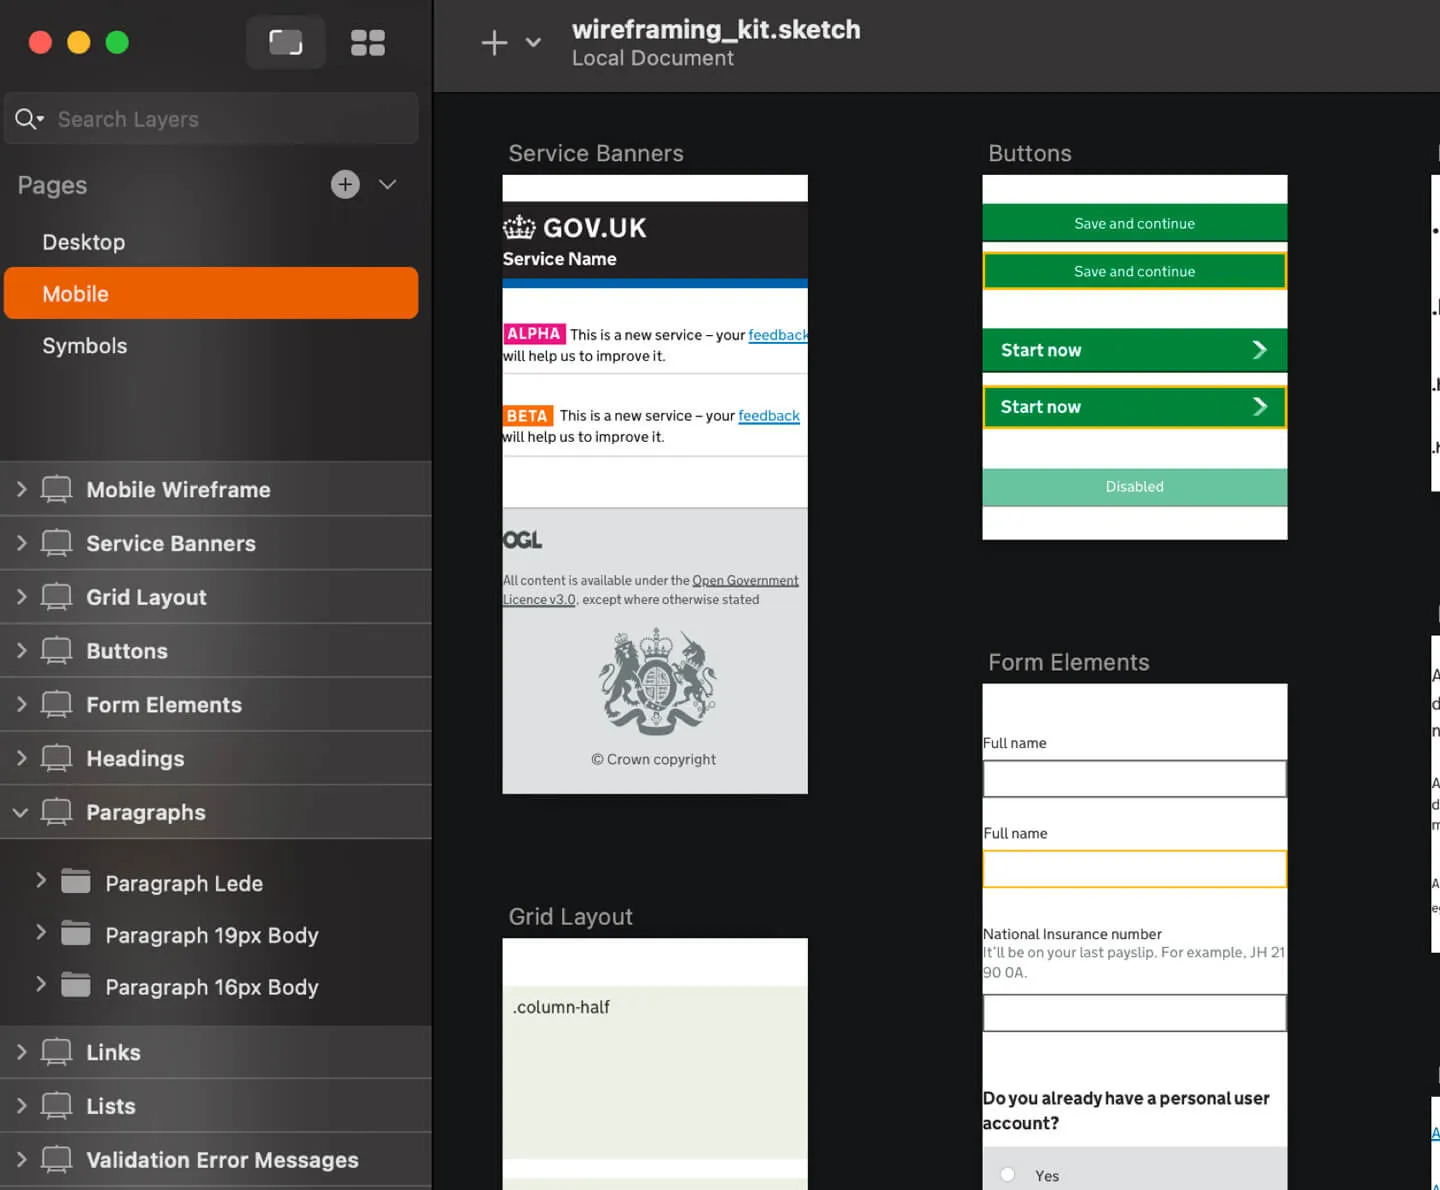 wireframing_kit.sketch
Local Document
Search Layers
Pages
Desktop
Mobile
Symbols
Mobile Wireframe
Service Banners
Grid Layout
Buttons
Form Elements
Headings
Paragraphs
Paragraph Lede
Paragraph 19px Body
Paragraph 16px Body
Links
Lists
Validation Error Messages
Service Banners
GOV.UK
Service Name
ALPHA This is a new service – your feedback
will help us to improve it.
BETA This is a new service – your feedback
will help us to improve it.
OGL
All content is available under the Open Government
Licence v3.0, except where otherwise stated
© Crown copyright
Grid Layout
.column-half
Buttons
Save and continue
Save and continue
Start now
Start now
Disabled
Form Elements
Full name
Full name
National Insurance number
It’ll be on your last payslip. For example, JH 21
90 0A.
Do you already have a personal user
account?
Yes